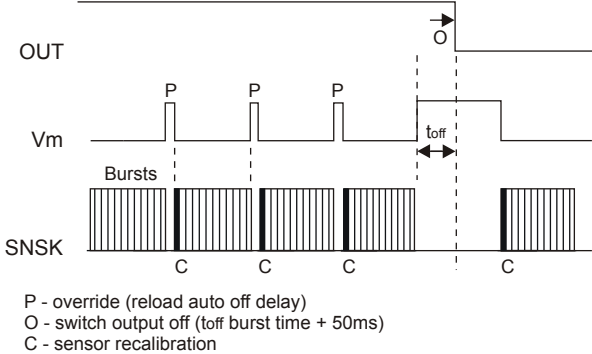 OUT
O
P P P
Vm
toff
Bursts
SNSK
C C C C
P - override (reload auto off delay)
O - switch output off (toff burst time + 50ms)
C - sensor recalibration